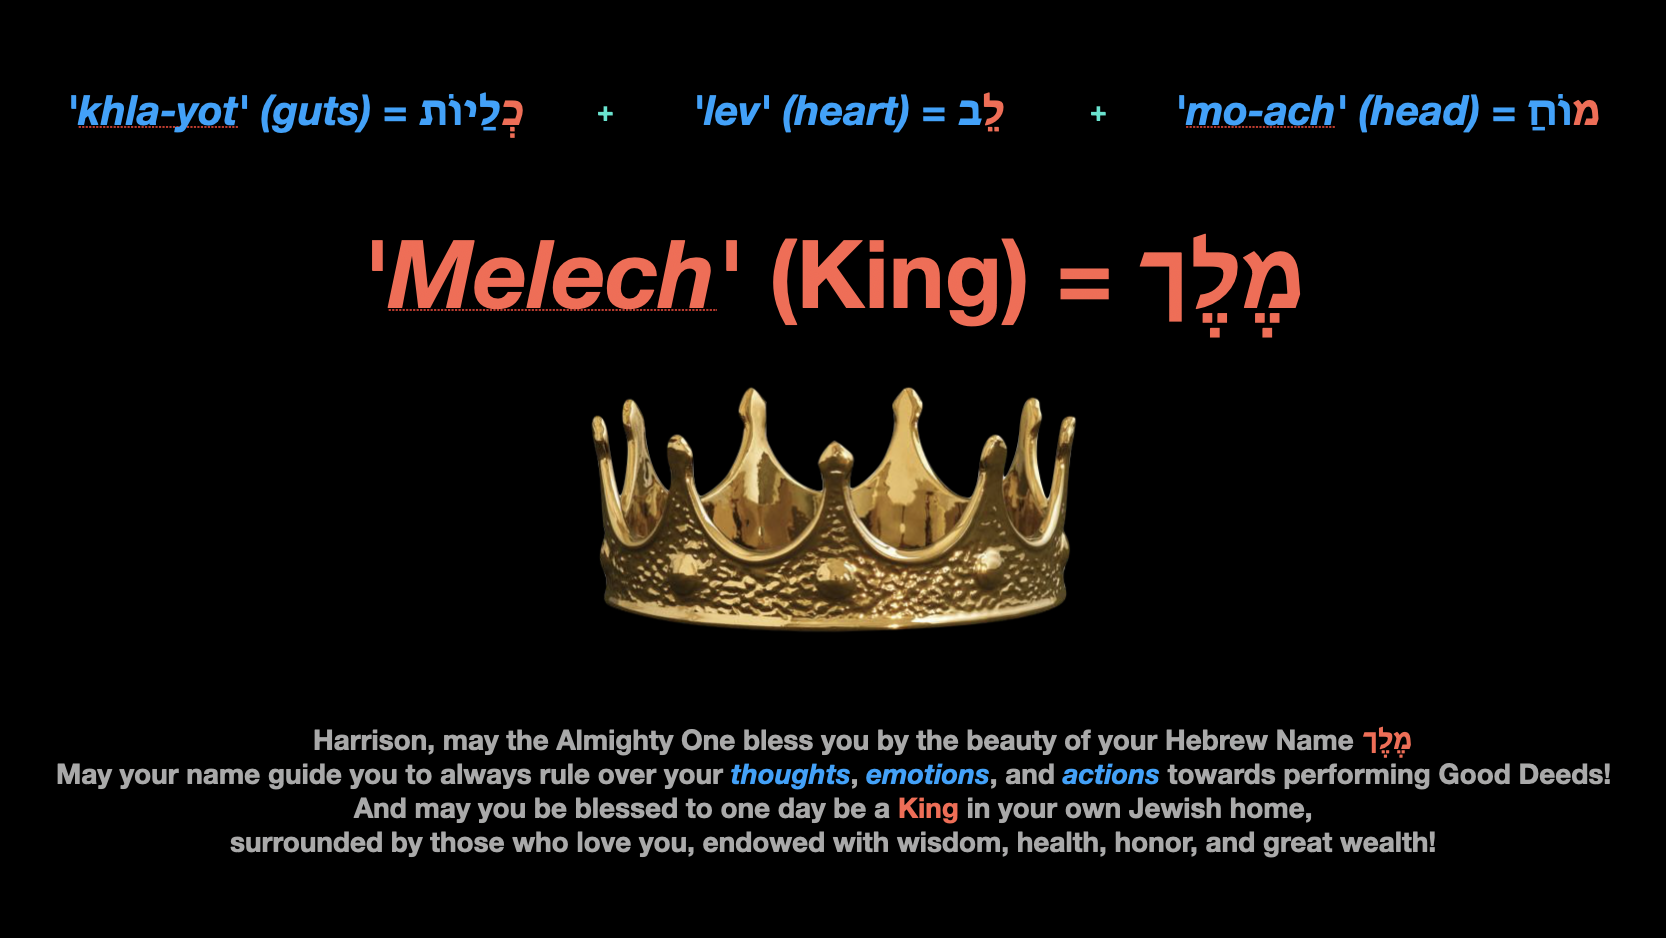 'khla-yot' (guts) = כְלַיוֹת + 'lev' (heart) = לֵב + 'mo-ach' (head) = מוֹחַ
'Melech' (King) = מֶלֶך
Harrison, may the Almighty One bless you by the beauty of your Hebrew Name מֶלֶך
May your name guide you to always rule over your thoughts, emotions, and actions towards performing Good Deeds!
And may you be blessed to one day be a King in your own Jewish home,
surrounded by those who love you, endowed with wisdom, health, honor, and great wealth!